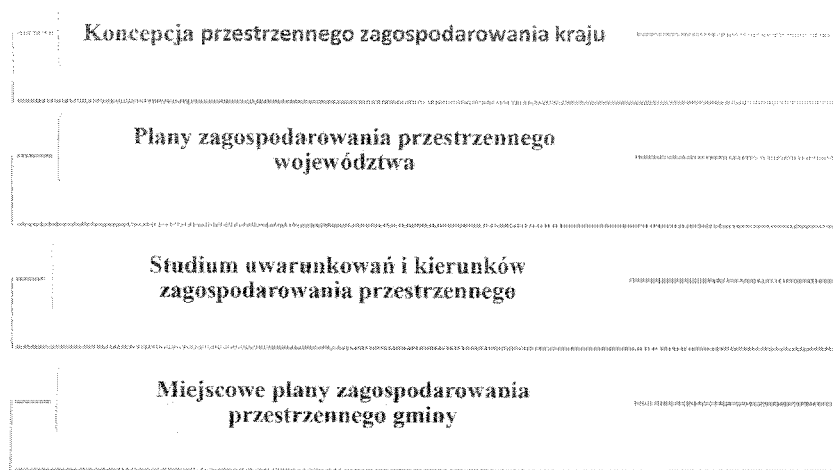 Koncepcja przestrzennego zagospodarowania kraju
Plany zagospodarowania przestrzennego
województwa
Studium uwarunkowań i kierunków
zagospodarowania przestrzennego
Miejscowe plany zagospodarowania
przestrzennego gminy